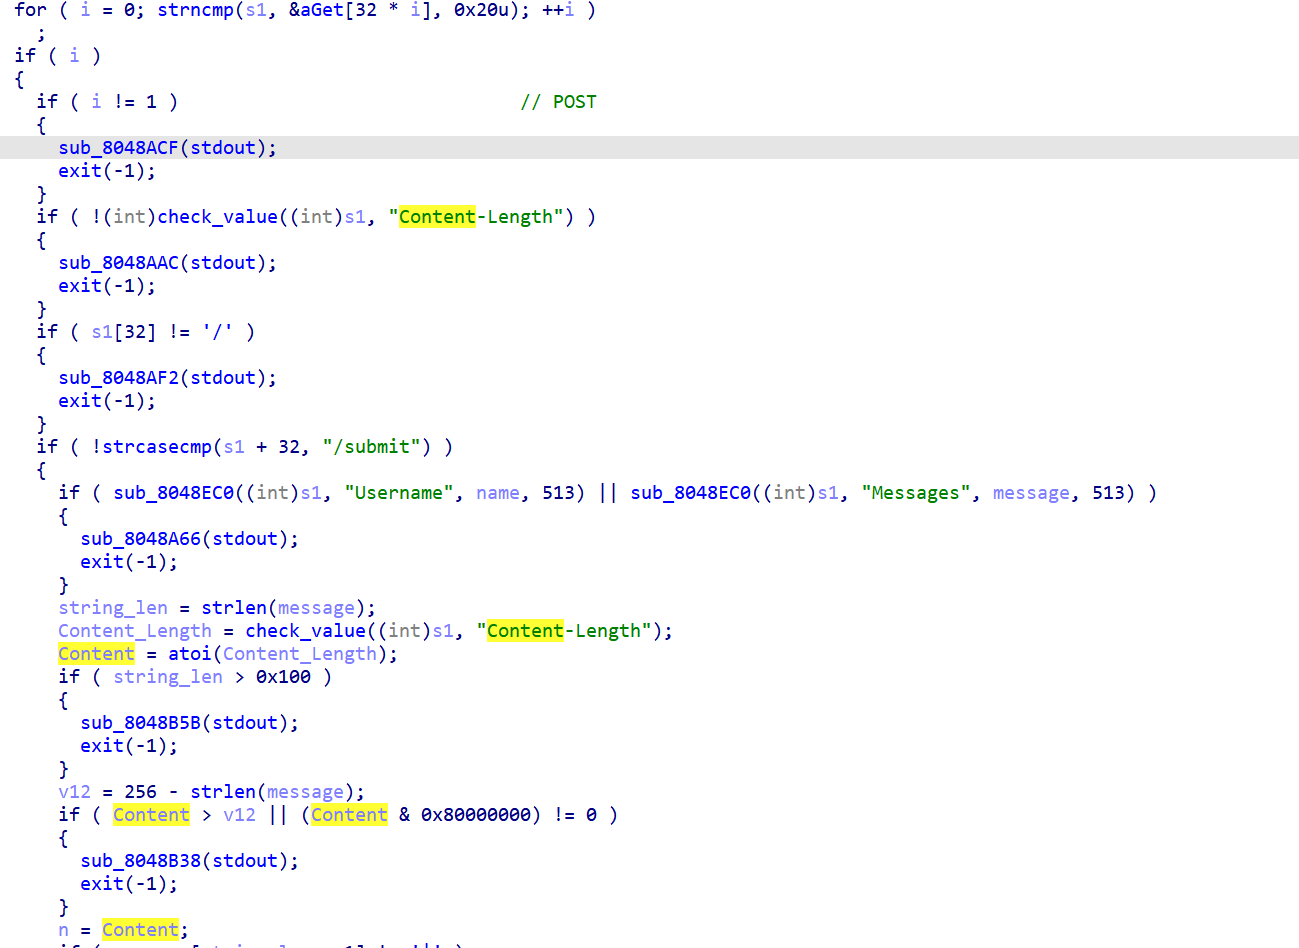 for ( i = 0; strncmp(s1, &aGet[32 * i], 0x20u); ++i )
;
if ( i )
{
if ( i != 1 ) // POST
{
sub_8048ACF(stdout);
exit(-1);
}
if ( !(int)check_value((int)s1, "Content-Length") )
{
sub_8048AAC(stdout);
exit(-1);
}
if ( s1[32] != '/' )
{
sub_8048AF2(stdout);
exit(-1);
}
if ( !strcasecmp(s1 + 32, "/submit") )
{
if ( sub_8048EC0((int)s1, "Username", name, 513) || sub_8048EC0((int)s1, "Messages", message, 513) )
{
sub_8048A66(stdout);
exit(-1);
}
string_len = strlen(message);
Content_Length = check_value((int)s1, "Content-Length");
Content = atoi(Content_Length);
if ( string_len > 0x100 )
{
sub_8048B5B(stdout);
exit(-1);
}
v12 = 256 - strlen(message);
if ( Content > v12 || (Content & 0x80000000) != 0 )
{
sub_8048B38(stdout);
exit(-1);
}
n = Content;